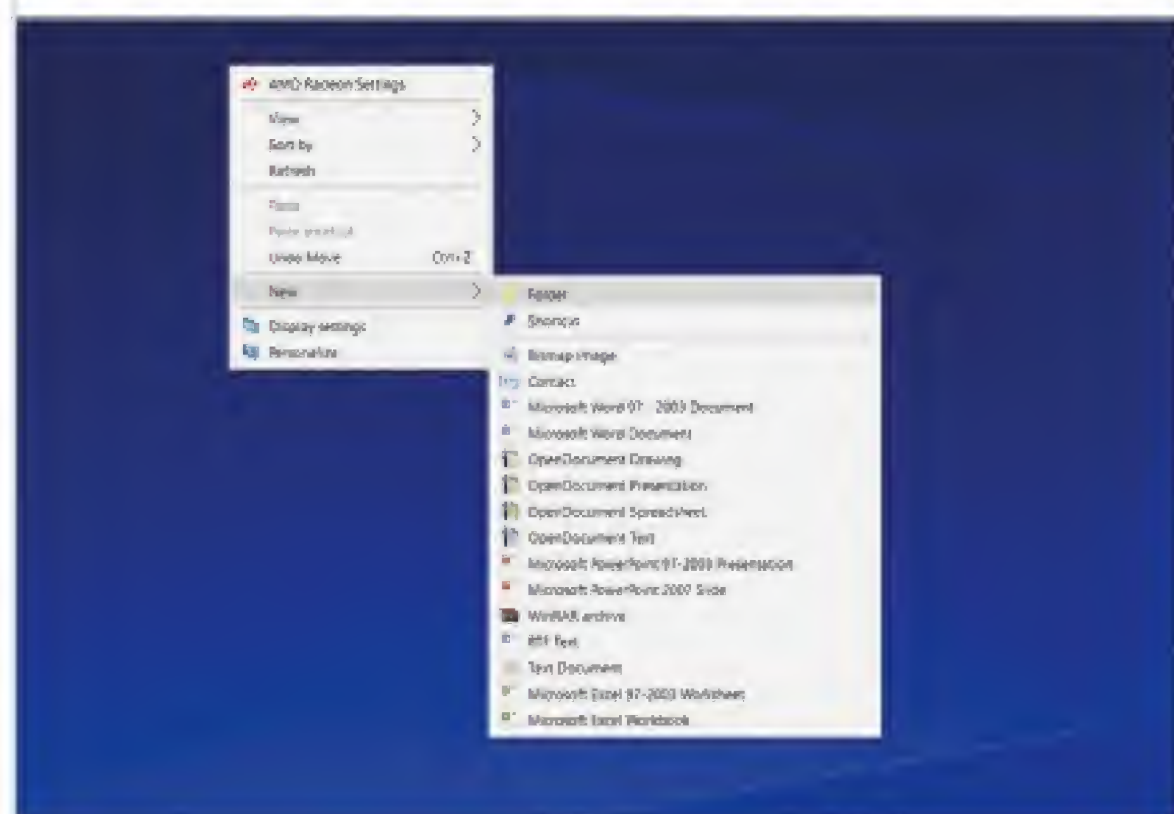 AMD Radeon Settings
View
Sort by
Refresh
Paste
Paste shortcut
Undo Move Ctrl+Z
New
Display settings
Personalize
Folder
Shortcut
Bitmap image
Contact
Microsoft Word 97 - 2003 Document
Microsoft Word Document
OpenDocument Drawing
OpenDocument Presentation
OpenDocument Spreadsheet
OpenDocument Text
Microsoft PowerPoint 97-2003 Presentation
Microsoft PowerPoint 2007 Slide
WinRAR archive
RTF Text
Text Document
Microsoft Excel 97-2003 Worksheet
Microsoft Excel Workbook